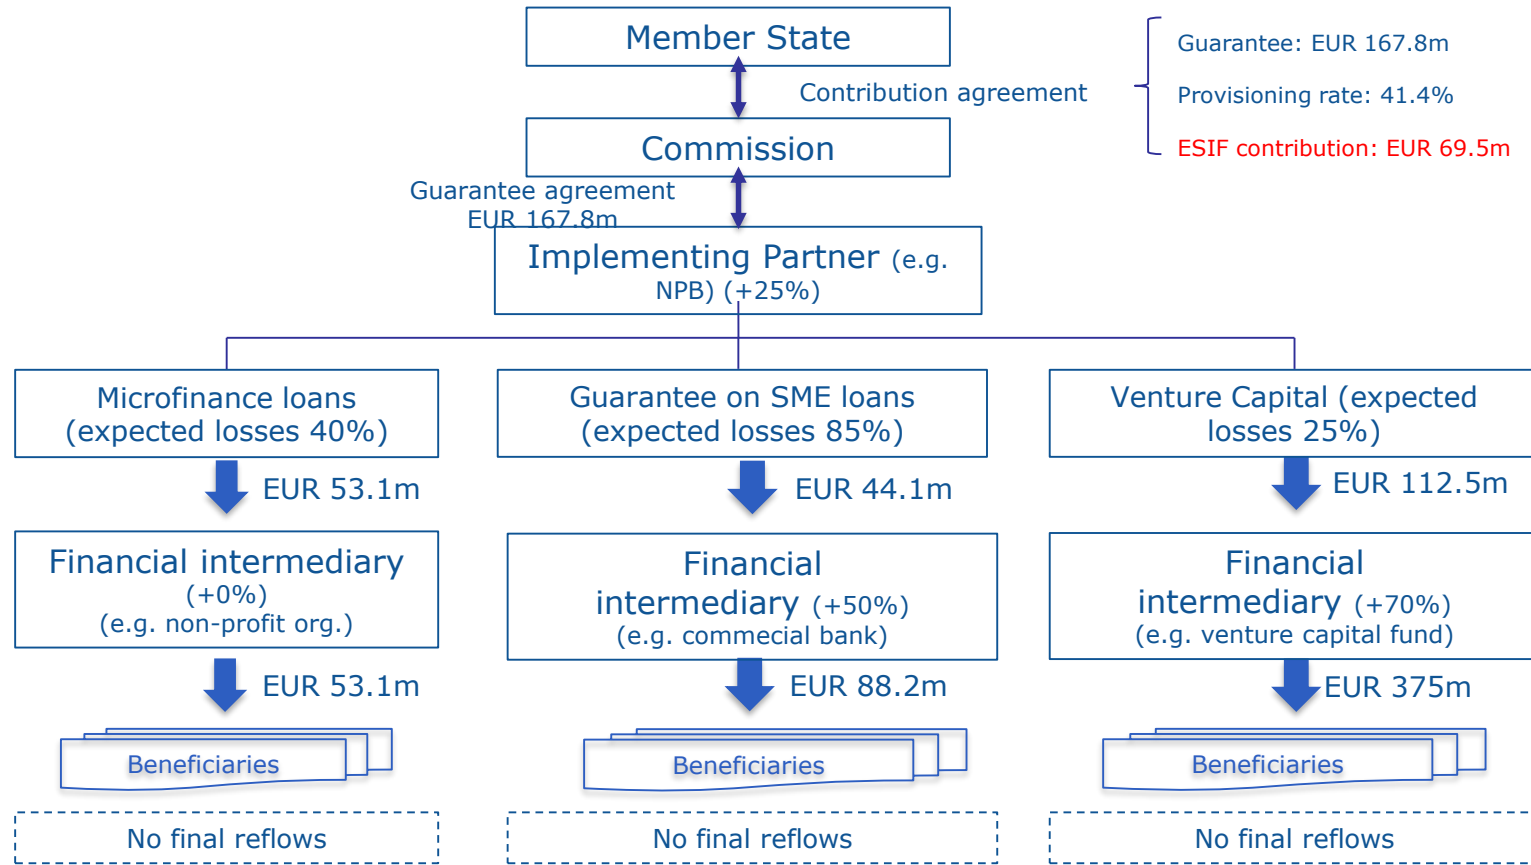 Member State
Guarantee: EUR 167.8m
Contribution agreement
Provisioning rate: 41.4%
ESIF contribution: EUR 69.5m
Commission
Guarantee agreement
EUR 167.8m
Implementing Partner (e.g.
NPB) (+25%)
Microfinance loans
(expected losses 40%)
Guarantee on SME loans
(expected losses 85%)
Venture Capital (expected
losses 25%)
EUR 53.1m
EUR 44.1m
EUR 112.5m
Financial intermediary
(+0%)
(e.g. non-profit org.)
Financial
intermediary (+50%)
(e.g. commecial bank)
Financial
intermediary (+70%)
(e.g. venture capital fund)
EUR 53.1m
EUR 88.2m
EUR 375m
Beneficiaries
Beneficiaries
Beneficiaries
No final reflows
No final reflows
No final reflows